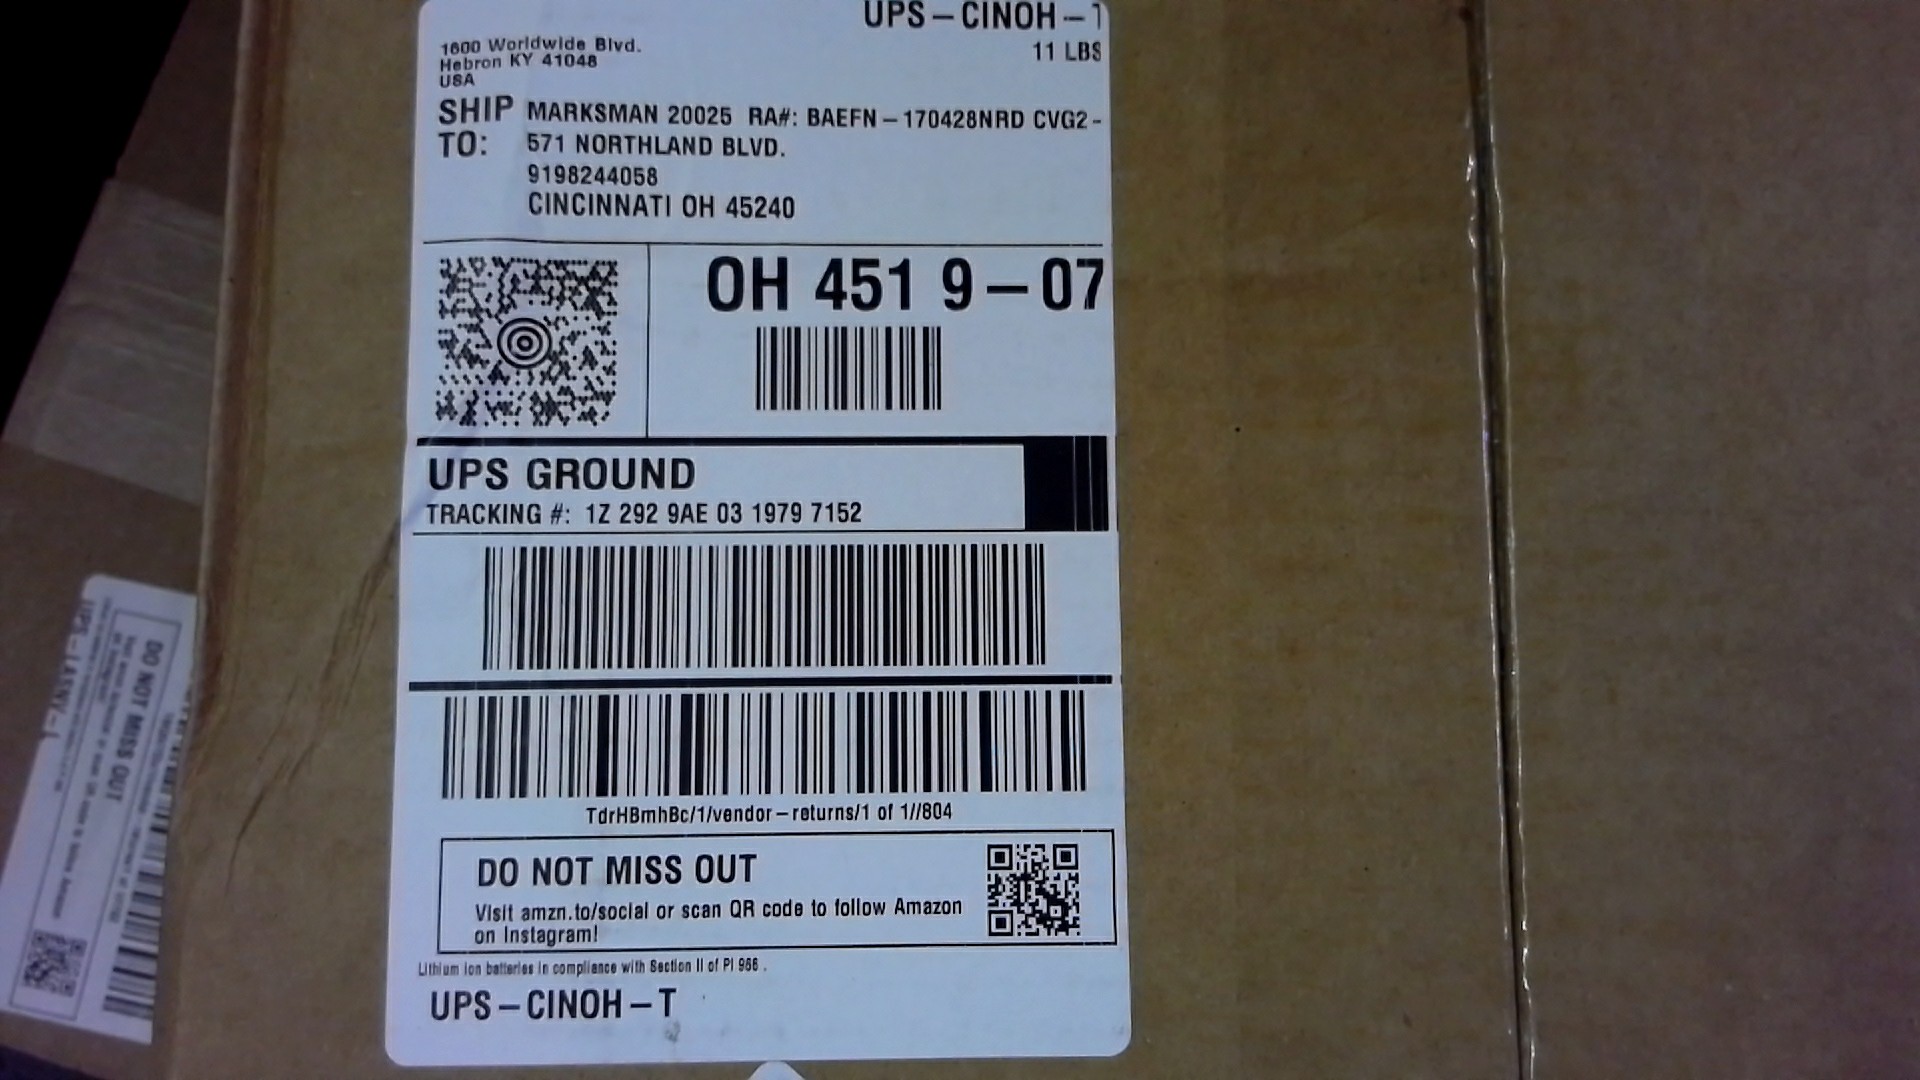 UPS-CINOH-T
11 LBS
1600 Worldwide Blvd.
Hebron KY 41048
USA
SHIP TO:
MARKSMAN 20025 RA#: BAEFN-170428NRD CVG2-
571 NORTHLAND BLVD.
9198244058
CINCINNATI OH 45240
OH 451 9-07
UPS GROUND
TRACKING #: 1Z 292 9AE 03 1979 7152
TdrHBmhBc/1/vendor-returns/1 of 1//804
DO NOT MISS OUT
Visit amzn.to/social or scan QR code to follow Amazon
on Instagram!
Lithium ion batteries in compliance with Section II of PI 966 .
UPS-CINOH-T
DO NOT MISS OUT